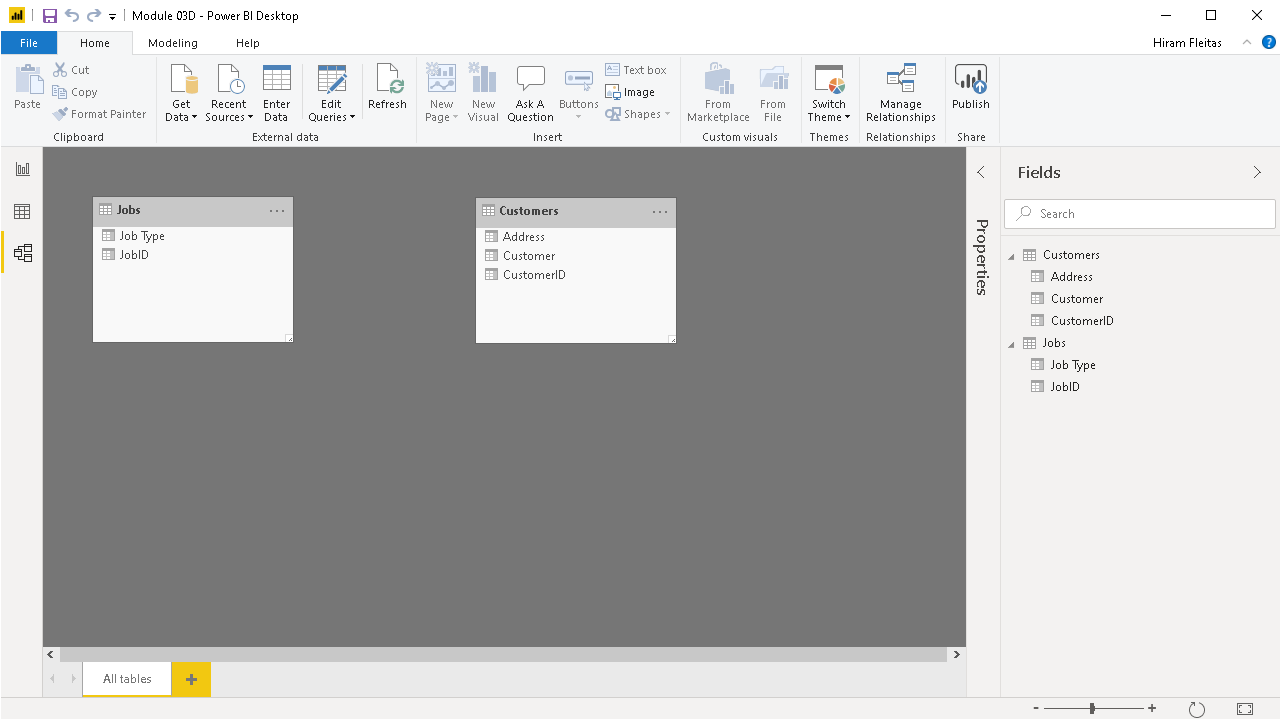 Module 03D - Power BI Desktop
File Home Modeling Help Hiram Fleitas
Paste
Cut
Copy
Format Painter
Clipboard
Get Data
Recent Sources
Enter Data
Edit Queries
Refresh
External data
New Page
New Visual
Ask A Question
Buttons
Text box
Image
Shapes
Insert
From Marketplace
From File
Custom visuals
Switch Theme
Themes
Manage Relationships
Relationships
Publish
Share
Jobs
Job Type
JobID
Customers
Address
Customer
CustomerID
Properties
Fields
Search
Customers
Address
Customer
CustomerID
Jobs
Job Type
JobID
All tables